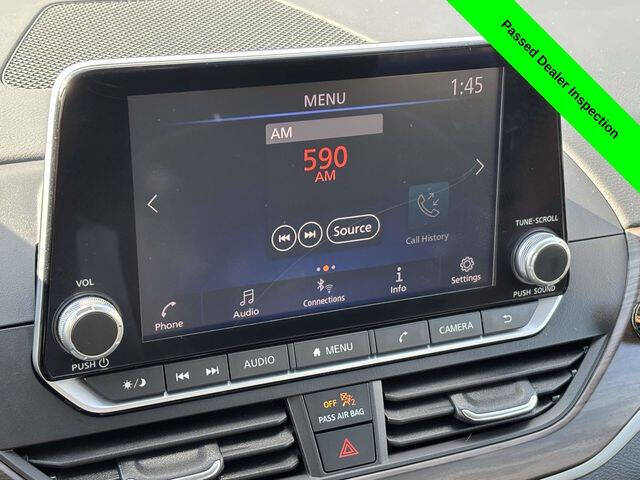 Passed Dealer Inspection
MENU
1:45
AM
590
AM
Source
Call History
Phone
Audio
Connections
Info
Settings
VOL
PUSH
TUNE-SCROLL
PUSH SOUND
AUDIO
MENU
CAMERA
OFF
2
PASS AIR BAG